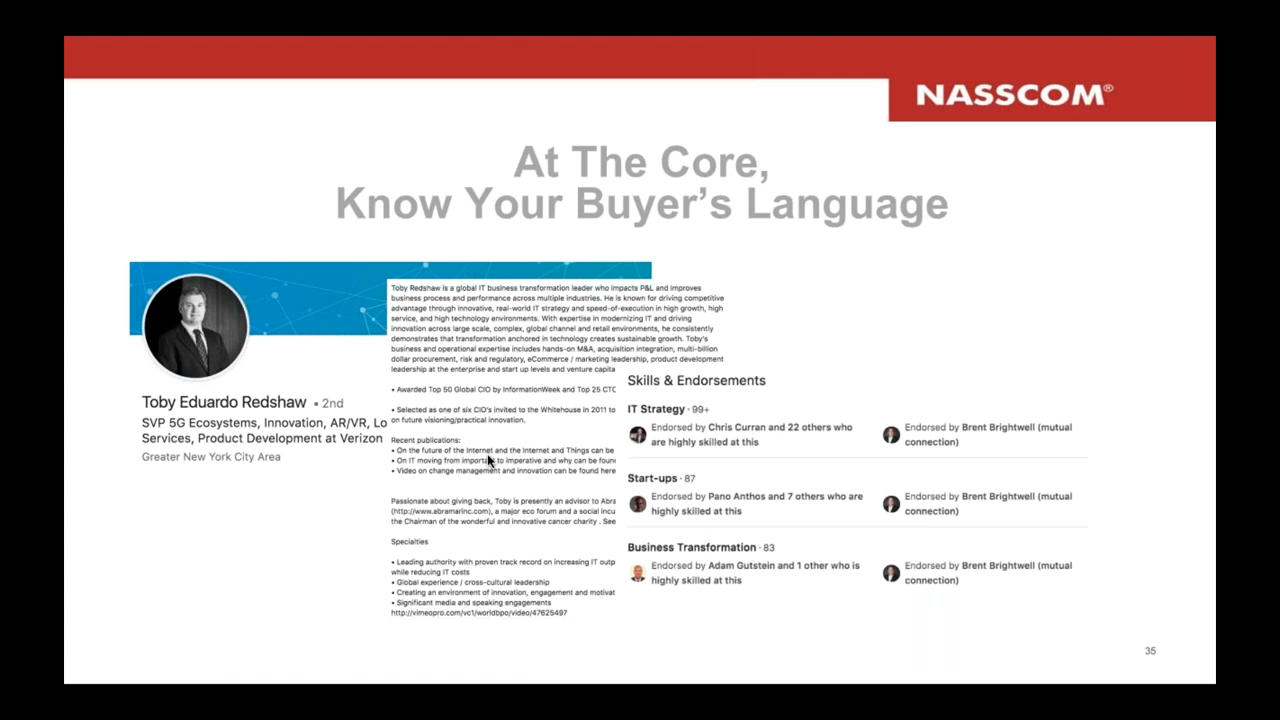 NASSCOM®
At The Core,
Know Your Buyer's Language
Toby Eduardo Redshaw • 2nd
SVP 5G Ecosystems, Innovation, AR/VR, Lo
Services, Product Development at Verizon
Greater New York City Area
Toby Redshaw is a global IT business transformation leader who impacts P&L and improves
business process and performance across multiple industries. He is known for driving competitive
advantage through innovative, real-world IT strategy and speed-of-execution in high growth, high
service, and high technology environments. With expertise in modernizing IT and driving
innovation across large scale, complex, global channel and retail environments, he consistently
demonstrates that transformation anchored in technology creates sustainable growth. Toby's
business and operational expertise includes hands-on M&A, acquisition integration, multi-billion
dollar procurement, risk and regulatory, eCommerce / marketing leadership, product development
leadership at the enterprise and start up levels and venture capita
• Awarded Top 50 Global CIO by InformationWeek and Top 25 CTO
• Selected as one of six CIO's invited to the Whitehouse in 2011 to
on future visioning/practical innovation.
Recent publications:
• On the future of the Internet and the Internet and Things can be
• On IT moving from important to imperative and why can be foun
• Video on change management and innovation can be found here
Passionate about giving back, Toby is presently an advisor to Abra
(http://www.abramarinc.com), a major eco forum and a social incu
the Chairman of the wonderful and innovative cancer charity . See
Specialties
• Leading authority with proven track record on increasing IT outp
while reducing IT costs
• Global experience / cross-cultural leadership
• Creating an environment of innovation, engagement and motivat
• Significant media and speaking engagements
http://vimeopro.com/vc1/worldbpo/video/47625497
Skills & Endorsements
IT Strategy · 99+
Endorsed by Chris Curran and 22 others who
are highly skilled at this
Endorsed by Brent Brightwell (mutual
connection)
Start-ups · 87
Endorsed by Pano Anthos and 7 others who are
highly skilled at this
Endorsed by Brent Brightwell (mutual
connection)
Business Transformation · 83
Endorsed by Adam Gutstein and 1 other who is
highly skilled at this
Endorsed by Brent Brightwell (mutual
connection)
35